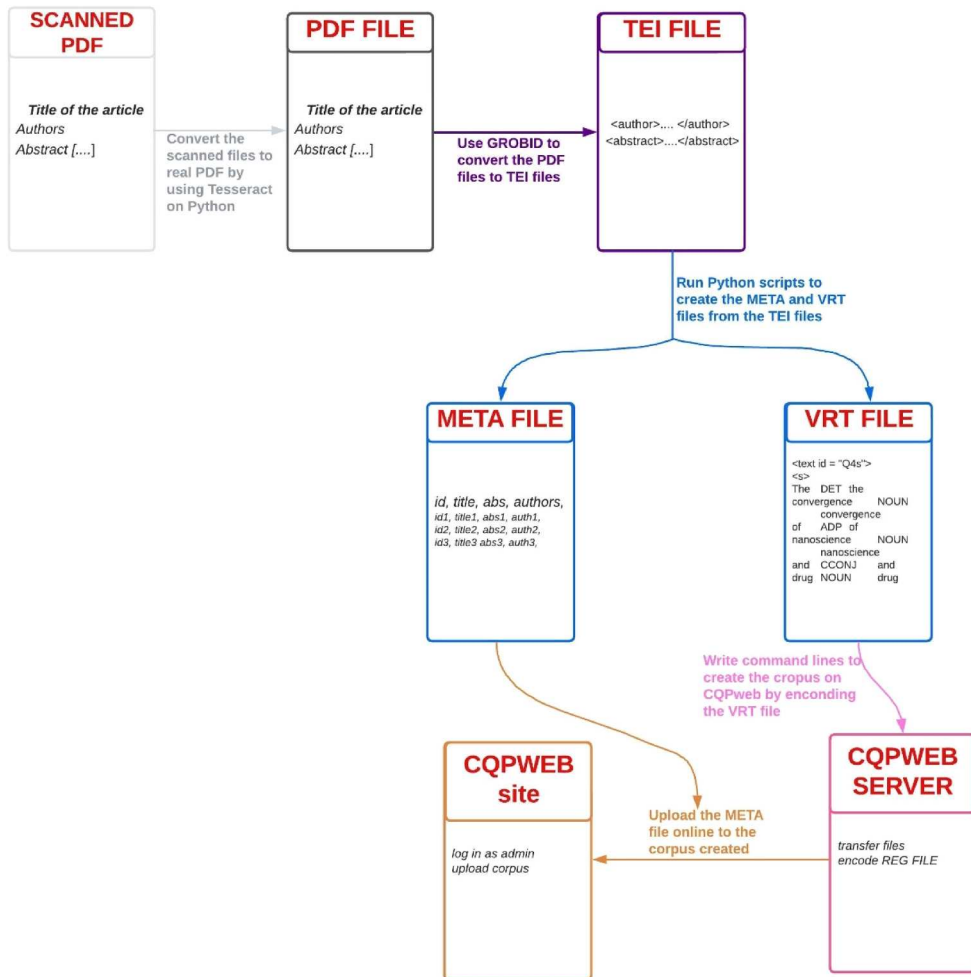 SCANNED
PDF
Title of the article
Authors
Abstract [....]
Convert the
scanned files to
real PDF by
using Tesseract
on Python
PDF FILE
Title of the article
Authors
Abstract [....]
Use GROBID to
convert the PDF
files to TEI files
TEI FILE
<author>.... </author>
<abstract>....</abstract>
Run Python scripts to
create the META and VRT
files from the TEI files
META FILE
id, title, abs, authors,
id1, title1, abs1, auth1,
id2, title2, abs2, auth2,
id3, title3 abs3, auth3,
VRT FILE
<text id = "Q4s">
<s>
The DET the
convergence NOUN
convergence
of ADP of
nanoscience NOUN
nanoscience
and CCONJ and
drug NOUN drug
Write command lines to
create the cropus on
CQPweb by enconding
the VRT file
CQPWEB
site
log in as admin
upload corpus
Upload the META
file online to the
corpus created
CQPWEB
SERVER
transfer files
encode REG FILE